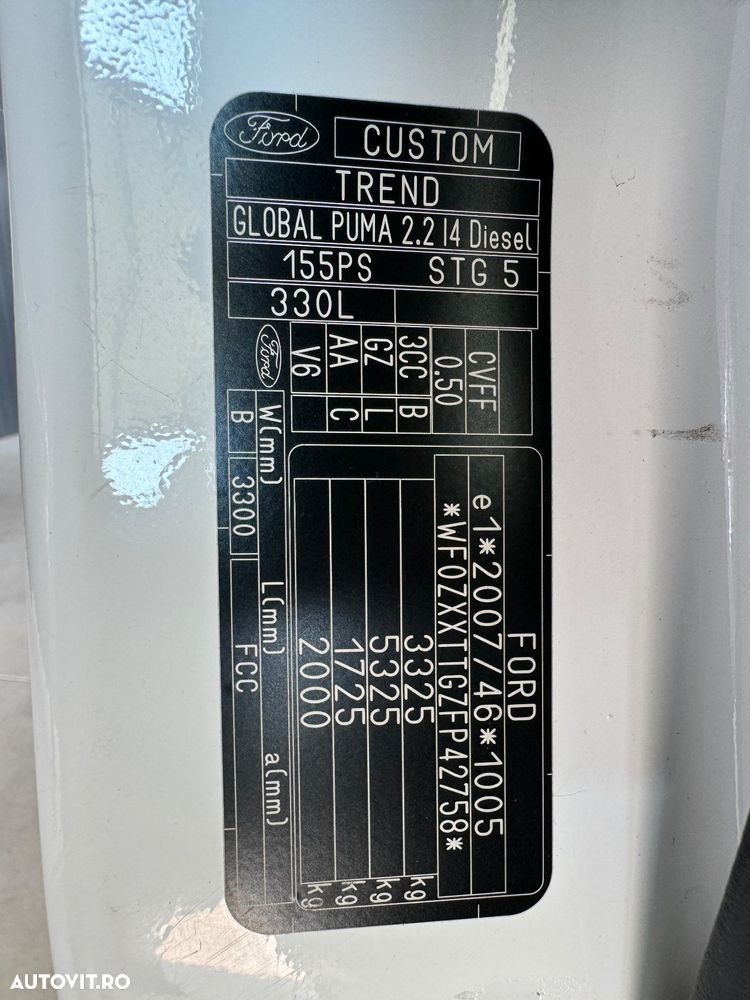 Ford
CUSTOM
TREND
GLOBAL PUMA 2.2 I4 Diesel
155PS STG 5
330L
CVFF
0.50
3CC B
GZ L
AA C
V6
Ford
FORD
e1*2007/46*1005
*WF0ZXXTTGZFP42758*
3325 kg
5325 kg
1725 kg
2000 kg
W(mm) L(mm) a(mm)
B 3300 FCC
AUTOVIT.RO